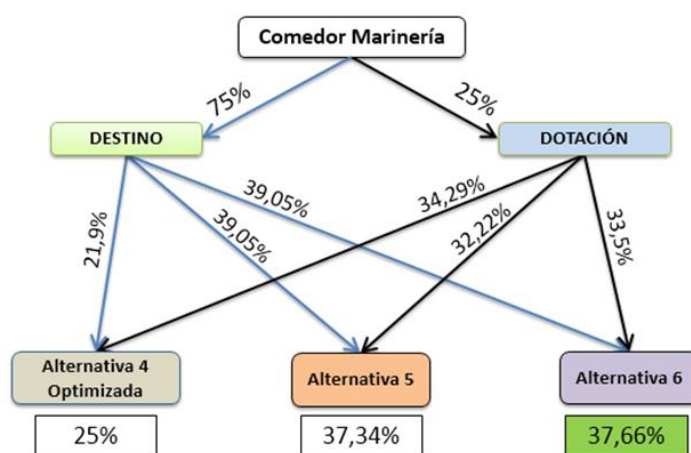 Comedor Marinería
75%
25%
DESTINO
DOTACIÓN
21,9%
39,05%
39,05%
34,29%
32,22%
33,5%
Alternativa 4
Optimizada
Alternativa 5
Alternativa 6
25%
37,34%
37,66%